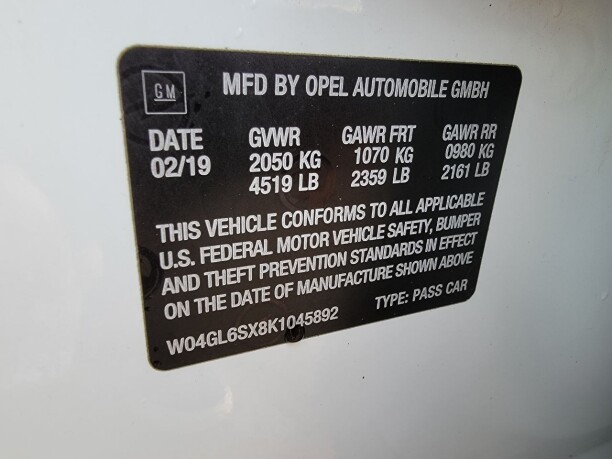 GM
MFD BY OPEL AUTOMOBILE GMBH
DATE GVWR GAWR FRT GAWR RR
02/19 2050 KG 1070 KG 0980 KG
4519 LB 2359 LB 2161 LB
THIS VEHICLE CONFORMS TO ALL APPLICABLE
U.S. FEDERAL MOTOR VEHICLE SAFETY, BUMPER
AND THEFT PREVENTION STANDARDS IN EFFECT
ON THE DATE OF MANUFACTURE SHOWN ABOVE
W04GL6SX8K1045892 TYPE: PASS CAR